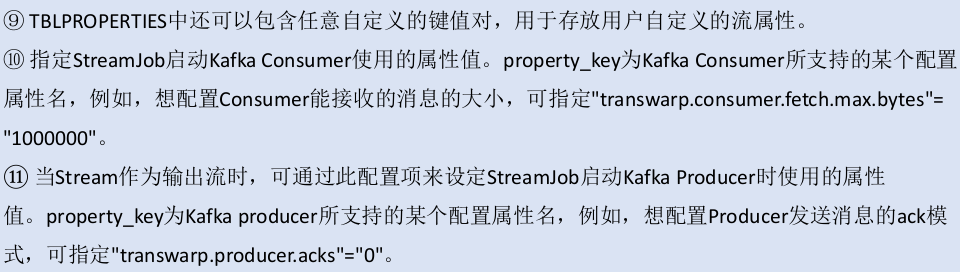 ⑨ TBLPROPERTIES中还可以包含任意自定义的键值对，用于存放用户自定义的流属性。
⑩ 指定StreamJob启动Kafka Consumer使用的属性值。property_key为Kafka Consumer所支持的某个配置
属性名，例如，想配置Consumer能接收的消息的大小，可指定"transwarp.consumer.fetch.max.bytes"=
"1000000"。
⑪ 当Stream作为输出流时，可通过此配置项来设定StreamJob启动Kafka Producer时使用的属性
值。property_key为Kafka producer所支持的某个配置属性名，例如，想配置Producer发送消息的ack模
式，可指定"transwarp.producer.acks"="0"。